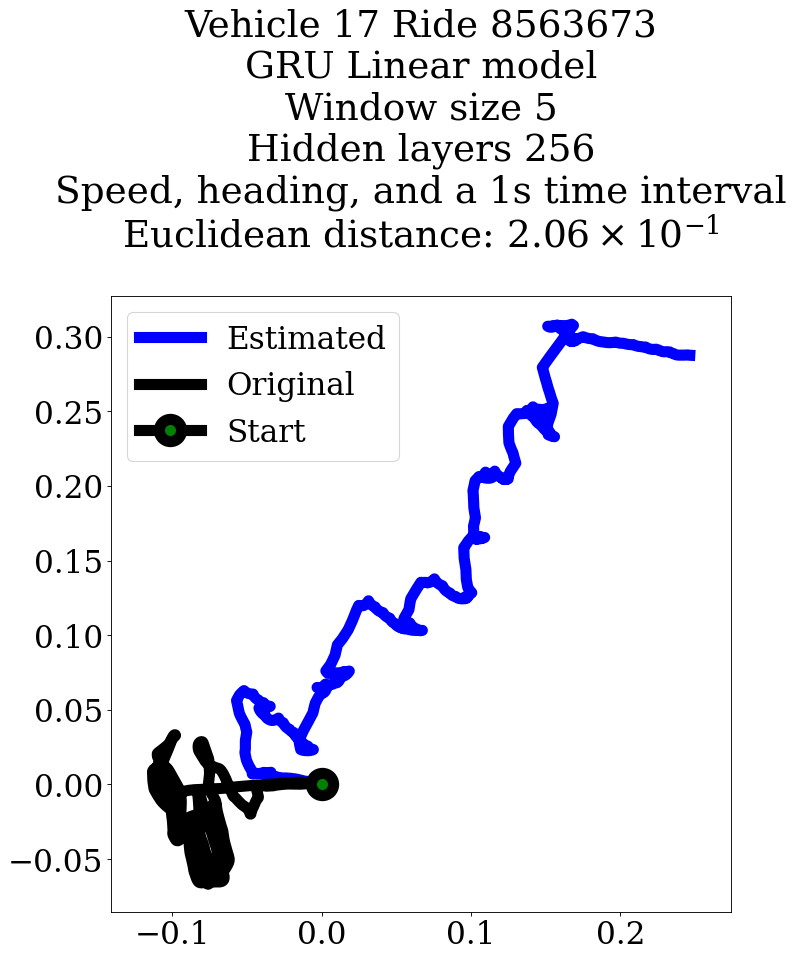 Vehicle 17 Ride 8563673
GRU Linear model
Window size 5
Hidden layers 256
Speed, heading, and a 1s time interval
Euclidean distance: 2.06 × 10⁻¹
Estimated
Original
Start
0.30
0.25
0.20
0.15
0.10
0.05
0.00
−0.05
−0.1
0.0
0.1
0.2